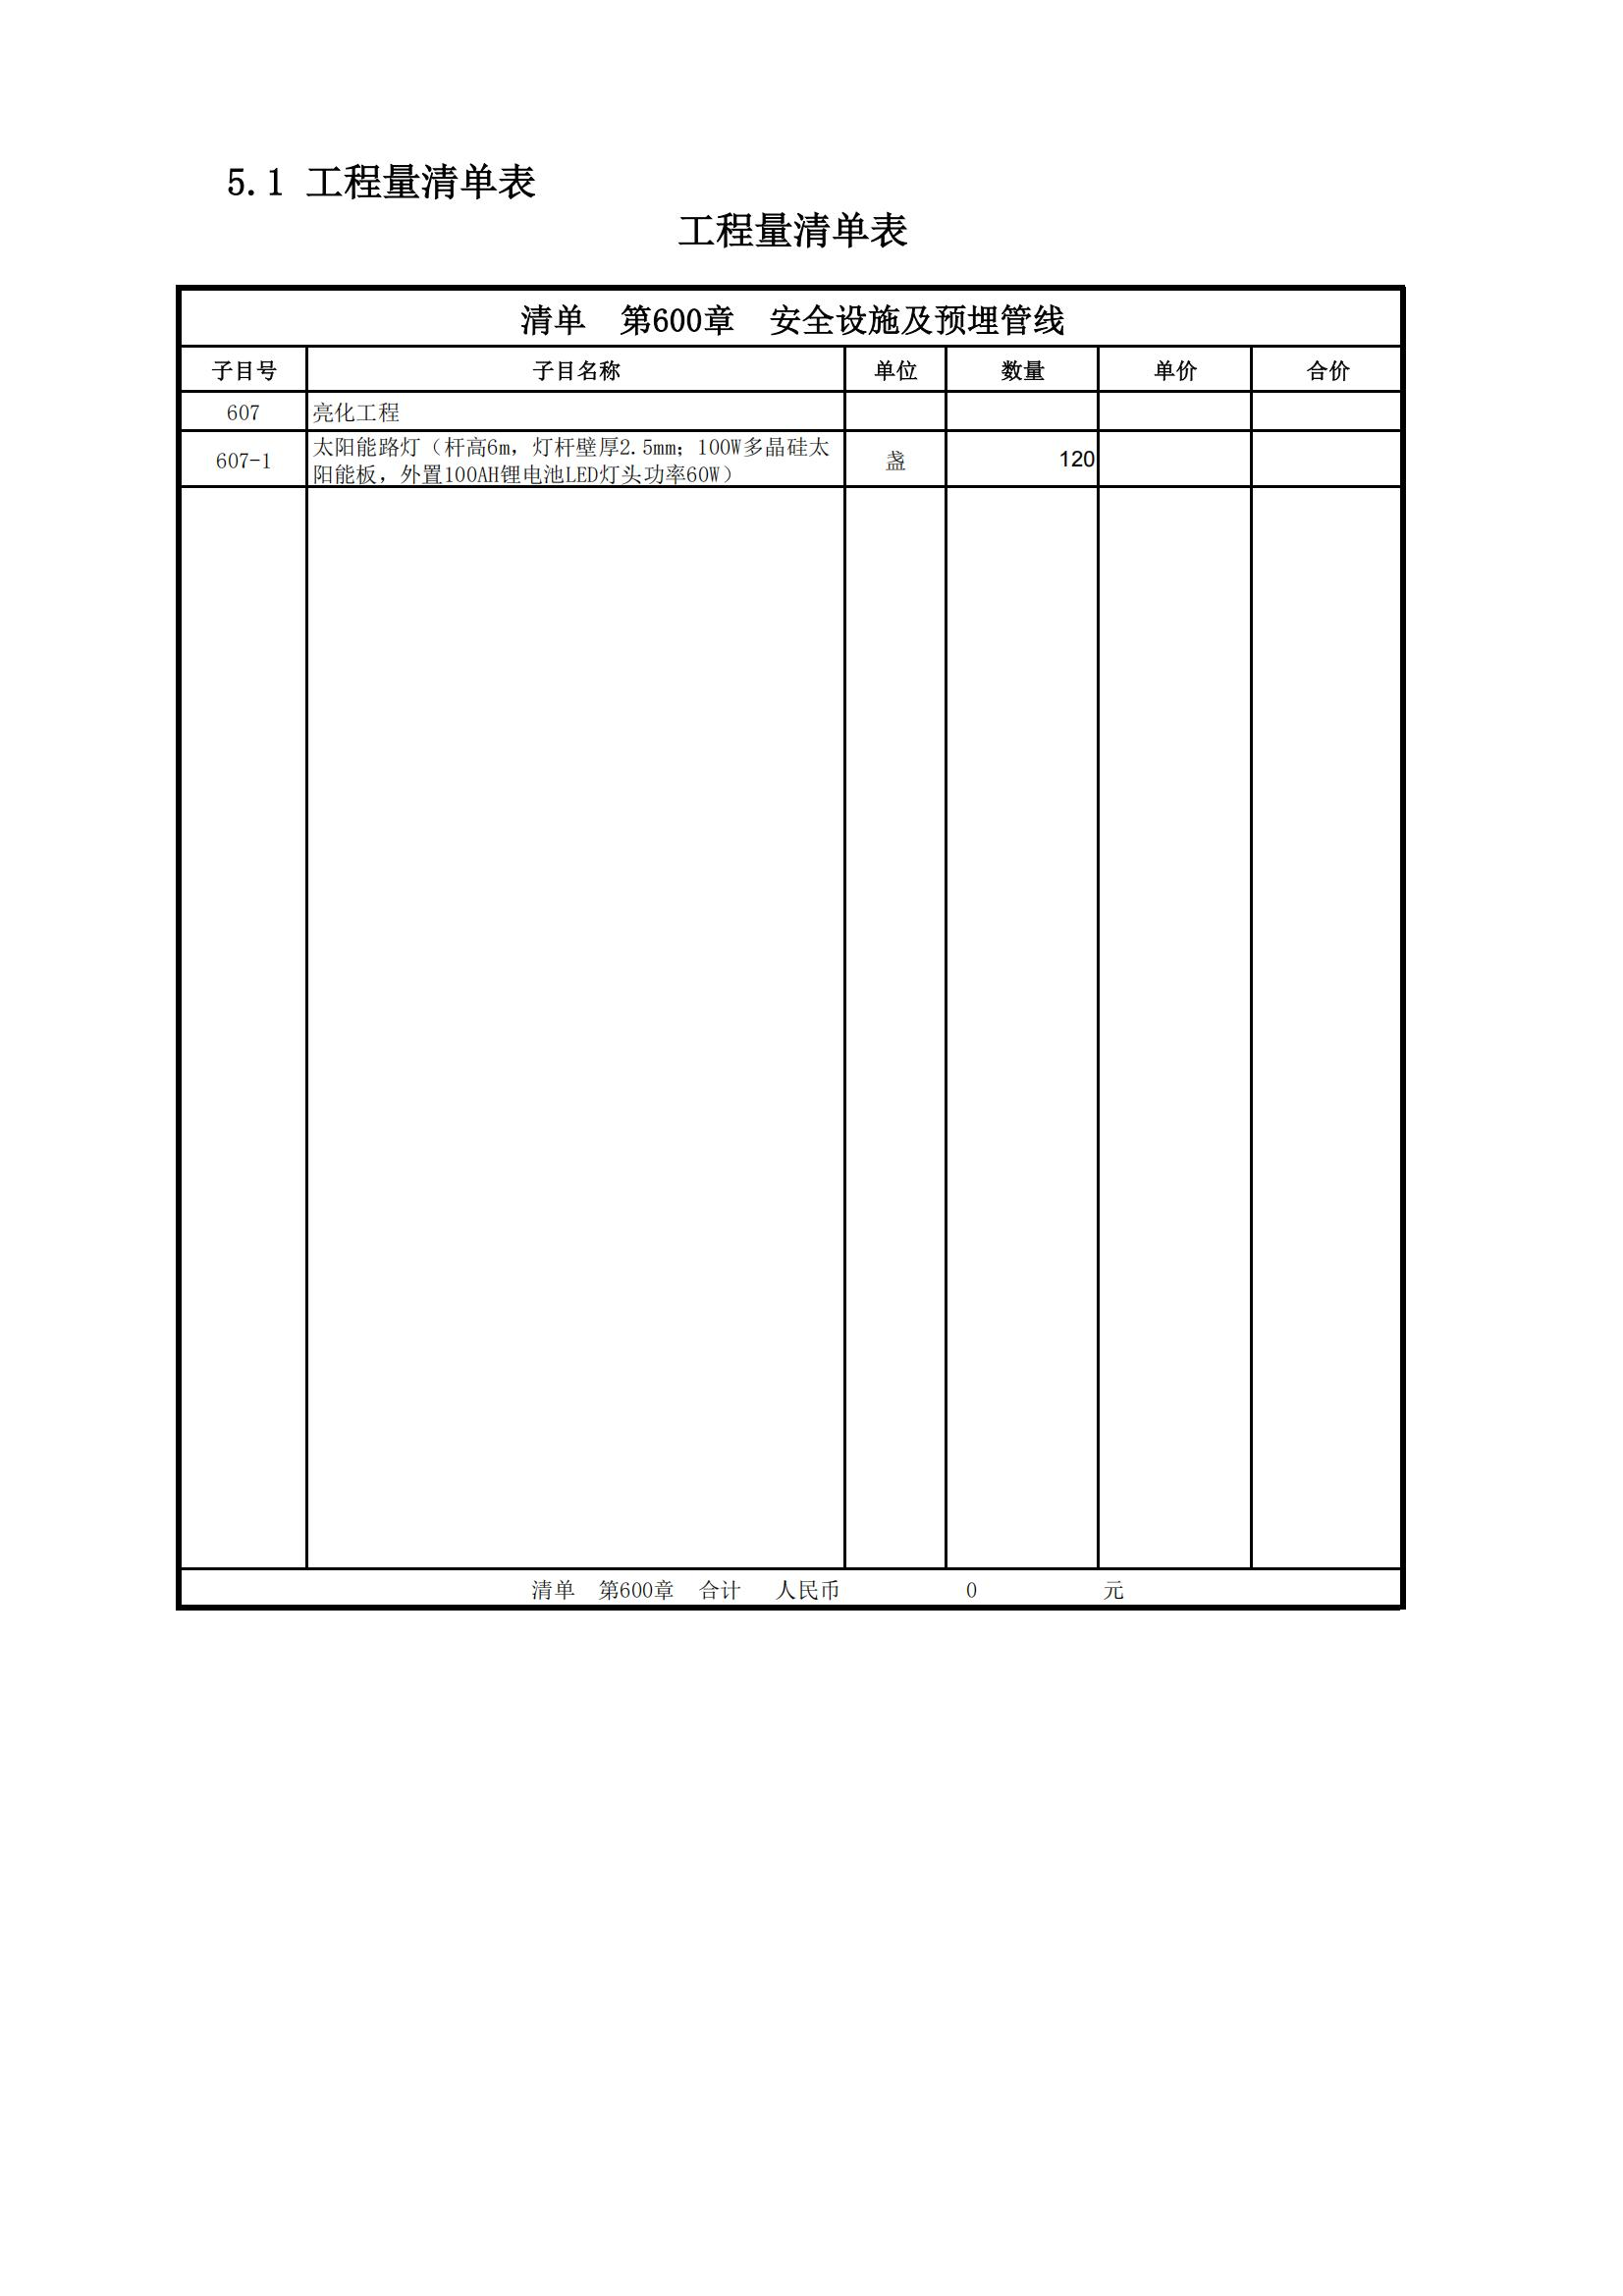 5.1 工程量清单表
工程量清单表
清单 第600章 安全设施及预埋管线
子目号 子目名称 单位 数量 单价 合价
607 亮化工程
607-1 太阳能路灯（杆高6m，灯杆壁厚2.5mm；100W多晶硅太
阳能板，外置100AH锂电池LED灯头功率60W） 盏 120
清单 第600章 合计 人民币 0 元